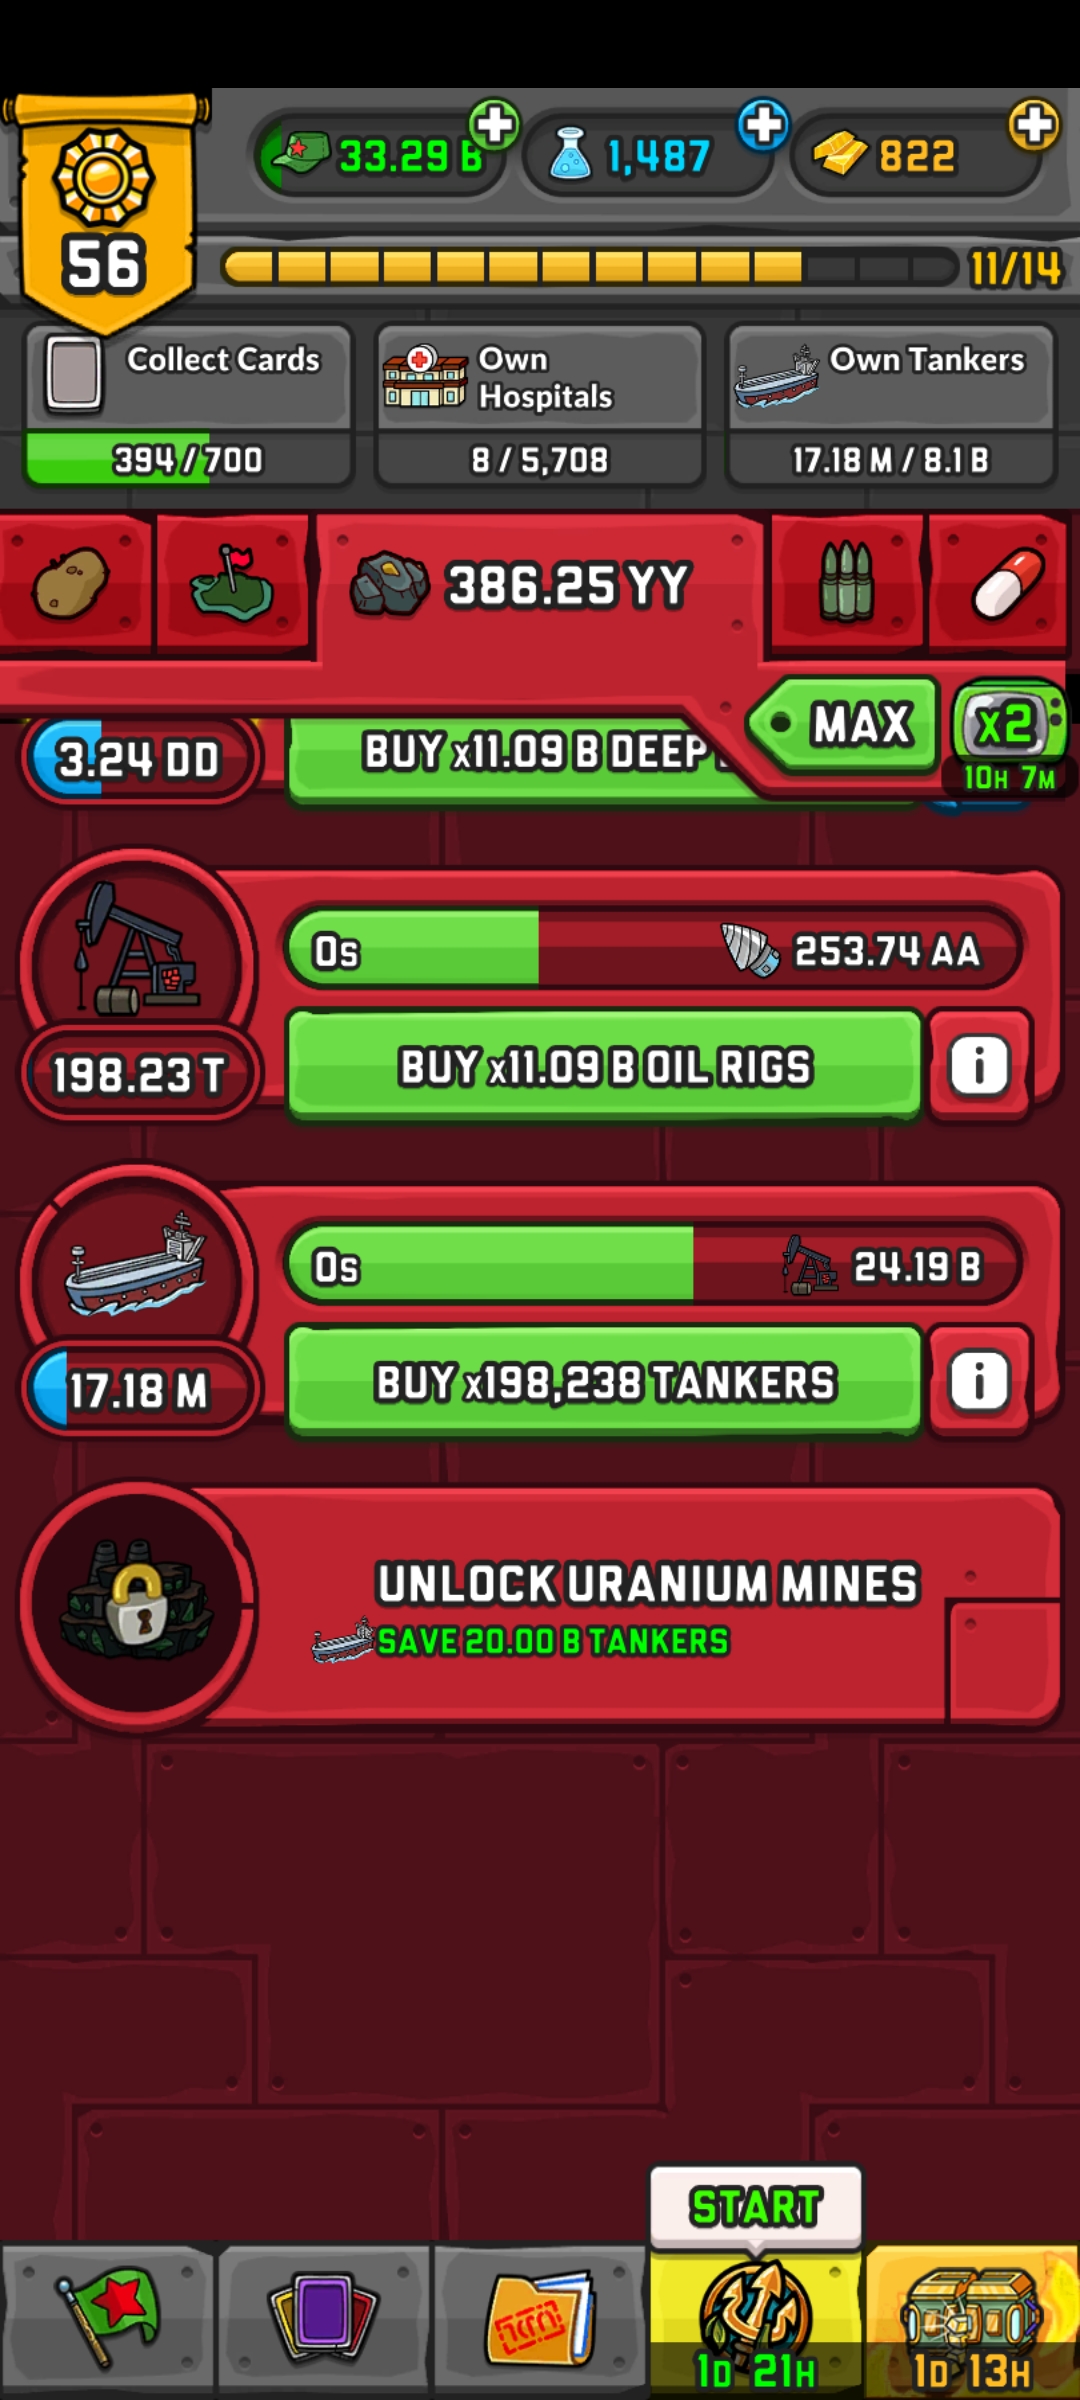 56
33.29 B
1,487
822
11/14
Collect Cards
394/700
Own
Hospitals
8/5,708
Own Tankers
17.18 M/8.1 B
386.25 YY
MAX
x2
10H 7M
3.24 DD
BUY x11.09 B DEEP
0s
253.74 AA
198.23 T
BUY x11.09 B OIL RIGS
i
0s
24.19 B
17.18 M
BUY x198,238 TANKERS
i
UNLOCK URANIUM MINES
SAVE 20.00 B TANKERS
START
1D 21H
1D 13H